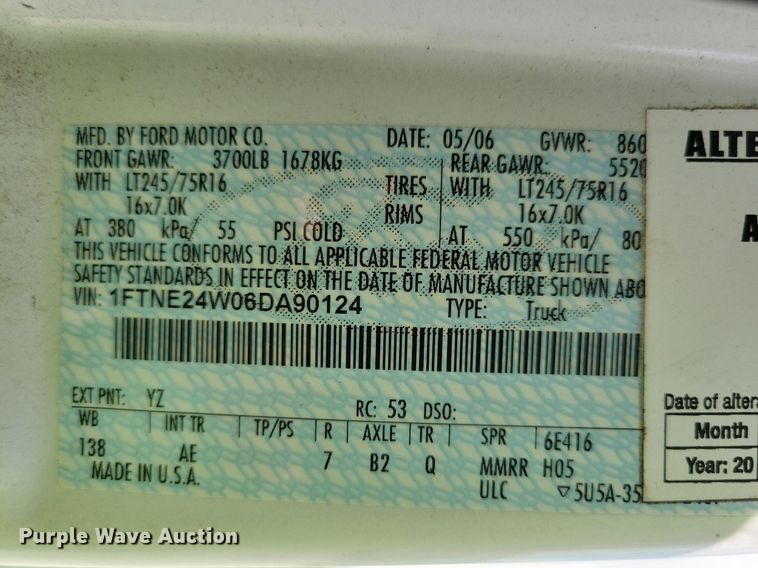 MFD. BY FORD MOTOR CO. DATE: 05/06 GVWR: 860
FRONT GAWR: 3700LB 1678KG REAR GAWR: 5520
WITH LT245/75R16 TIRES WITH LT245/75R16
16x7.0K RIMS 16x7.0K
AT 380 kPa/ 55 PSI COLD AT 550 kPa/ 80
THIS VEHICLE CONFORMS TO ALL APPLICABLE FEDERAL MOTOR VEHICLE
SAFETY STANDARDS IN EFFECT ON THE DATE OF MANUFACTURE SHOWN ABO
VIN: 1FTNE24W06DA90124 TYPE: Truck
EXT PNT: YZ RC: 53 DSO:
WB INT TR TP/PS R AXLE TR SPR 6E416
138 AE 7 B2 Q MMRR H05
MADE IN U.S.A. ULC ▽5U5A-35
ALTE
A
Date of altera
Month
Year: 20
Purple Wave Auction